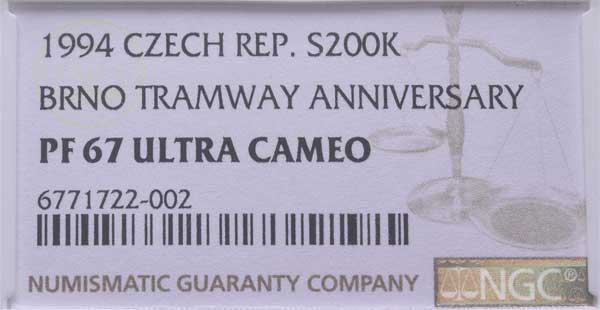 1994 CZECH REP. S200K
BRNO TRAMWAY ANNIVERSARY
PF 67 ULTRA CAMEO
6771722-002
NUMISMATIC GUARANTY COMPANY
NGC®